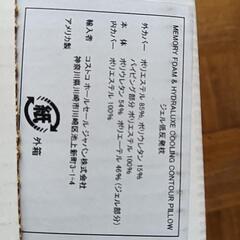 MEMORY FOAM & HYDRALUXE COOLING CONTOUR PILLOW
ジェル低反発枕
外カバー ポリエステル 85%, ポリウレタン 15%
パイピング部分 ポリエステル 100%
本体 ポリウレタン 54% ポリエーテル 46% (ジェル部分)
内カバー ポリエステル 100%
輸入者 コストコ ホールセール ジャパン株式会社
神奈川県川崎市川崎区池上新町3-1-4
アメリカ製
紙
外箱